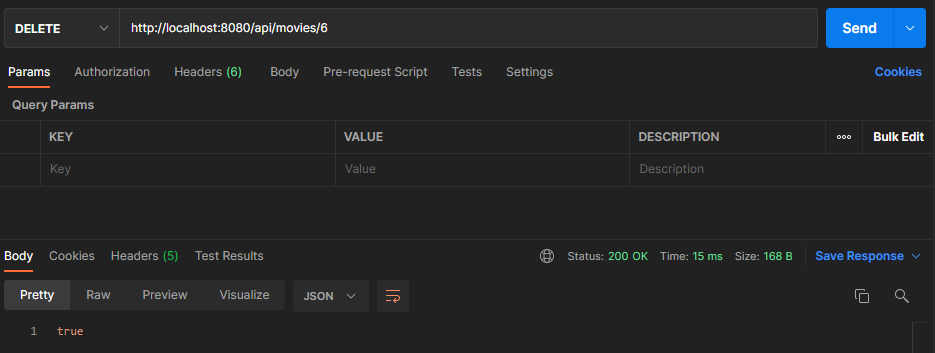 DELETE http://localhost:8080/api/movies/6 Send
Params Authorization Headers (6) Body Pre-request Script Tests Settings Cookies
Query Params
KEY VALUE DESCRIPTION ooo Bulk Edit
Key Value Description
Body Cookies Headers (5) Test Results Status: 200 OK Time: 15 ms Size: 168 B Save Response
Pretty Raw Preview Visualize JSON
1 true